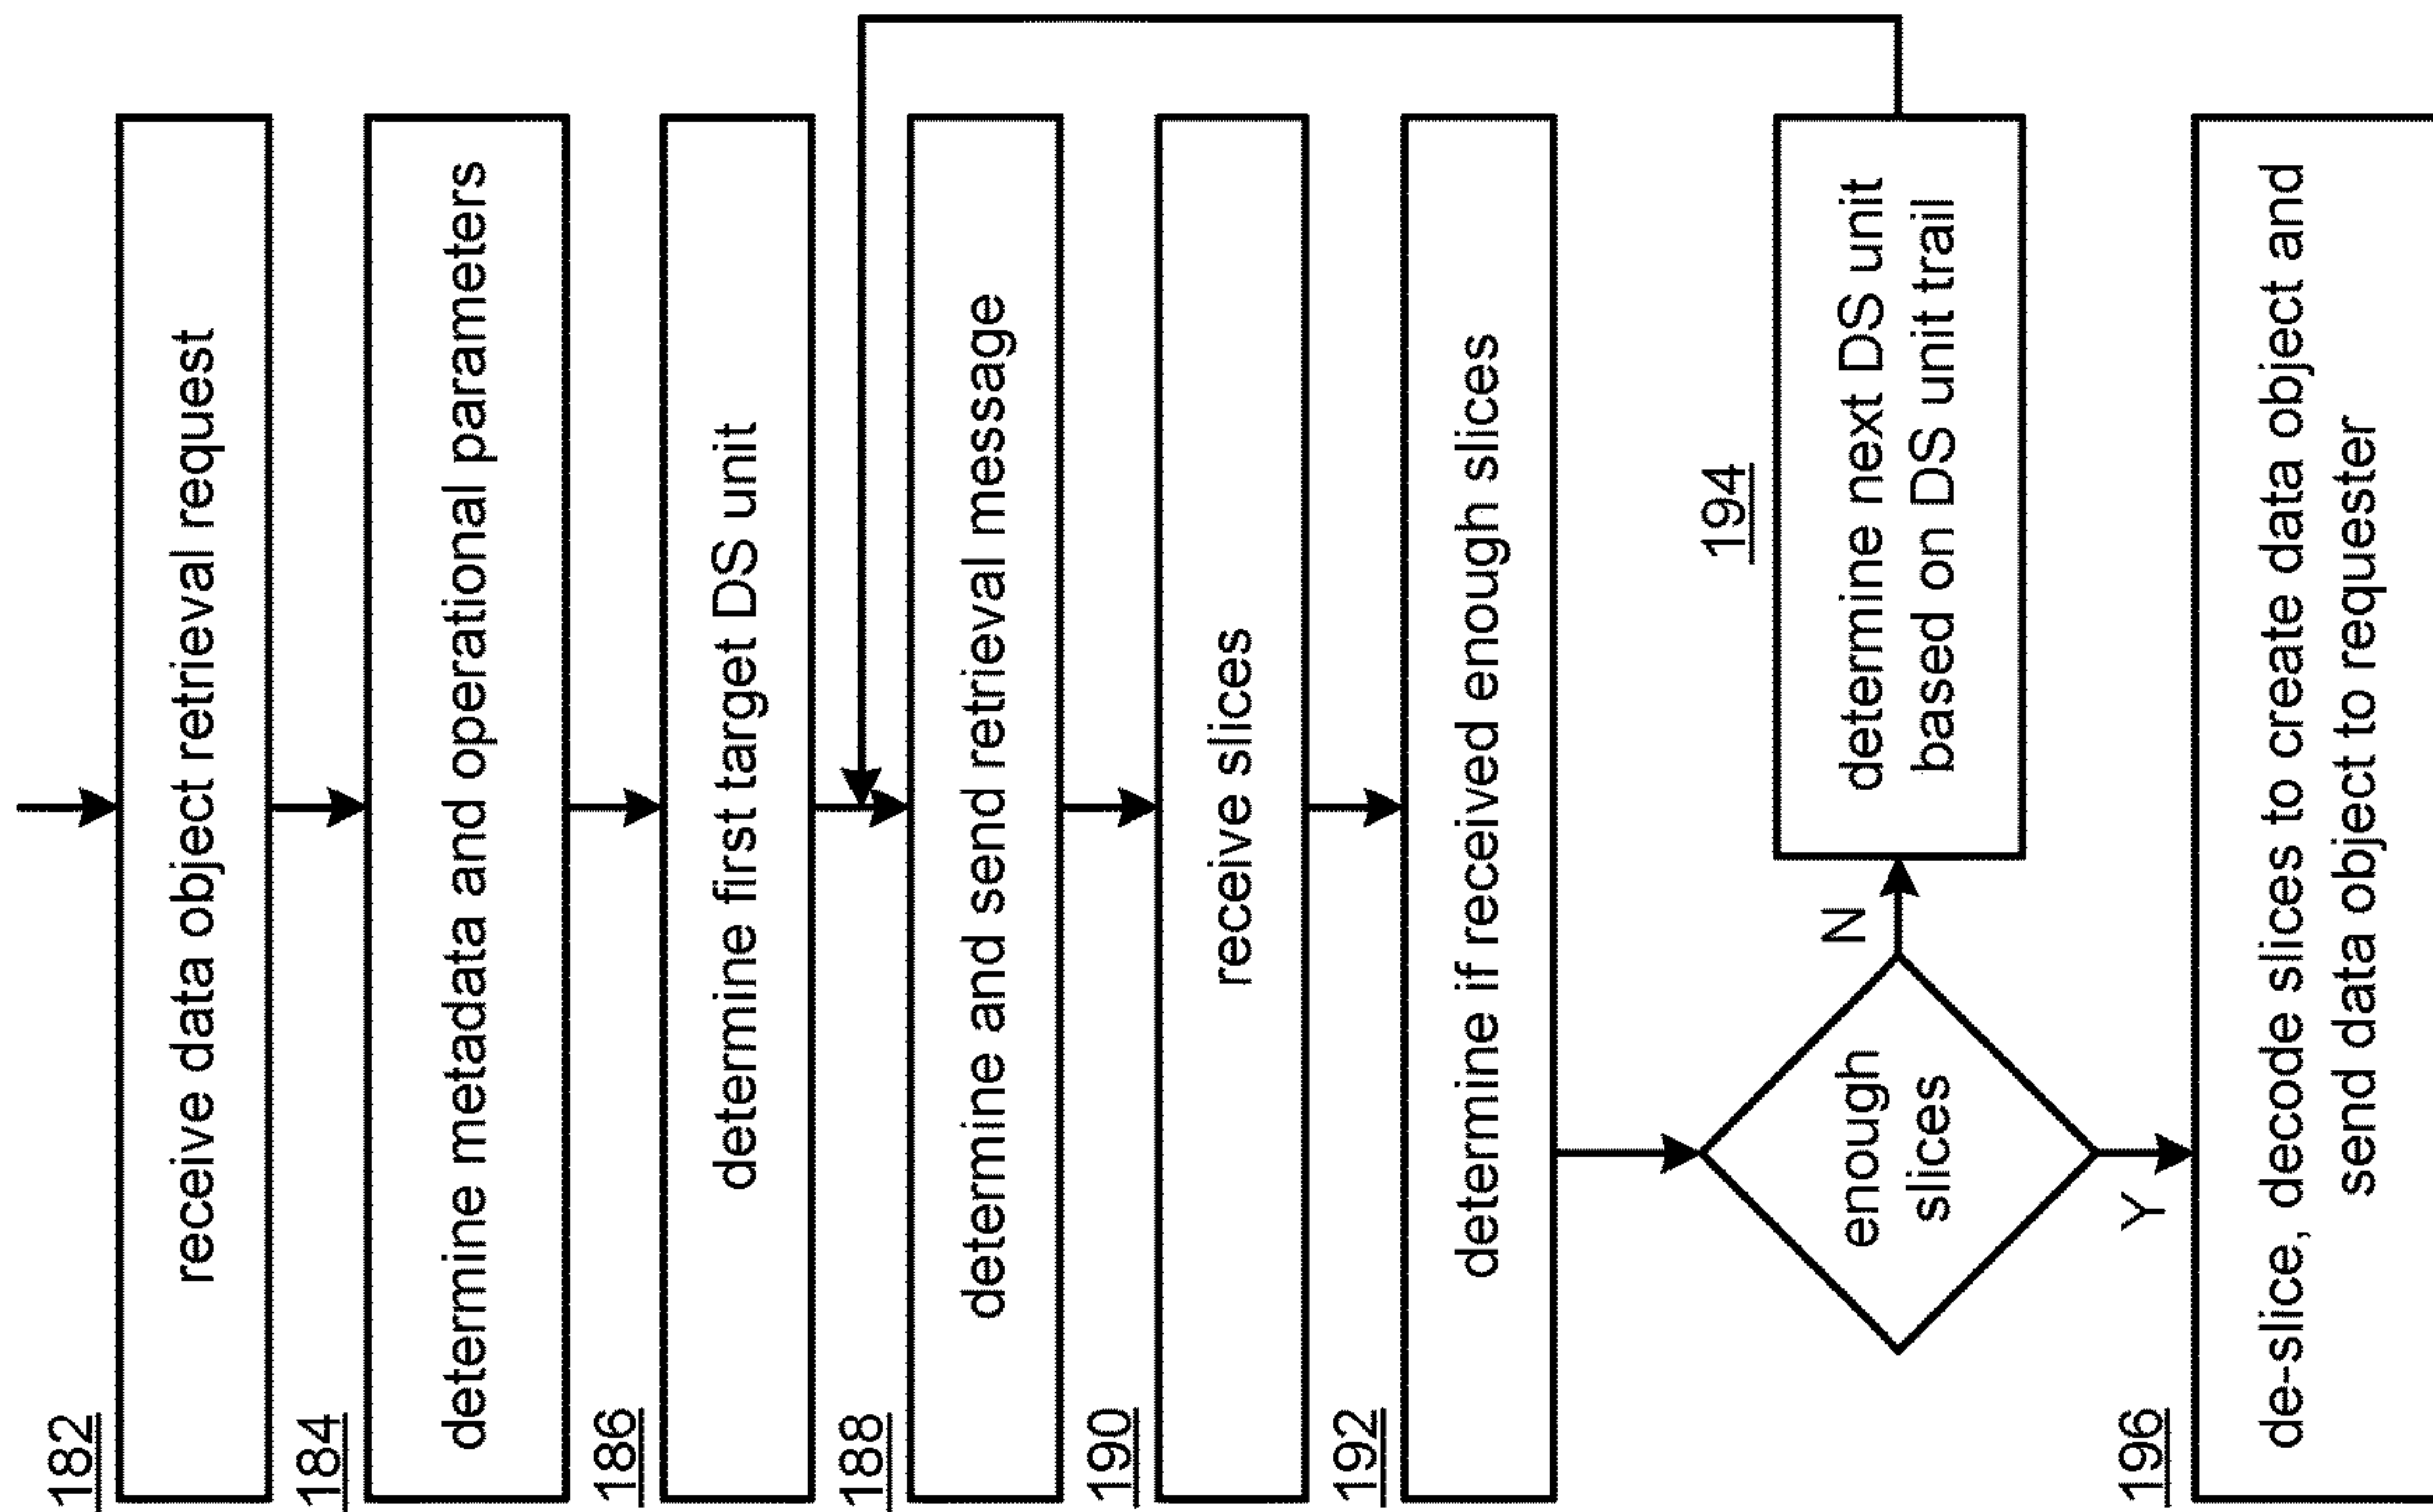 182
receive data object retrieval request
184
determine metadata and operational parameters
186
determine first target DS unit
188
determine and send retrieval message
190
receive slices
192
determine if received enough slices
enough
slices
N
194
determine next DS unit
based on DS unit trail
Y
196
de-slice, decode slices to create data object and
send data object to requester